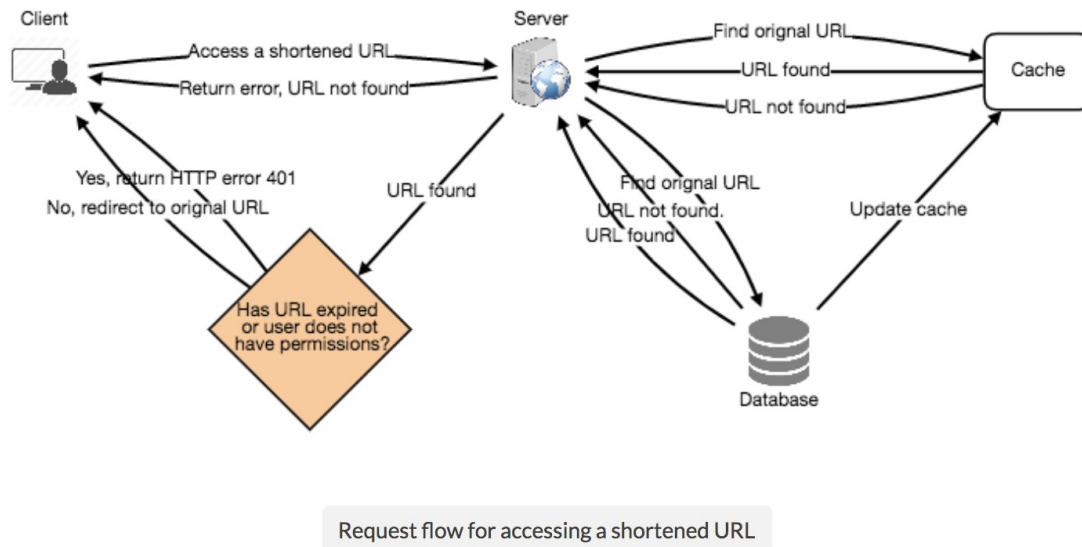 Client
Server
Access a shortened URL
Find orignal URL
Return error, URL not found
URL found
Cache
URL not found
Yes, return HTTP error 401
URL found
Find orignal URL
No, redirect to orignal URL
URL not found.
Update cache
URL found
Has URL expired
or user does not
have permissions?
Database
Request flow for accessing a shortened URL